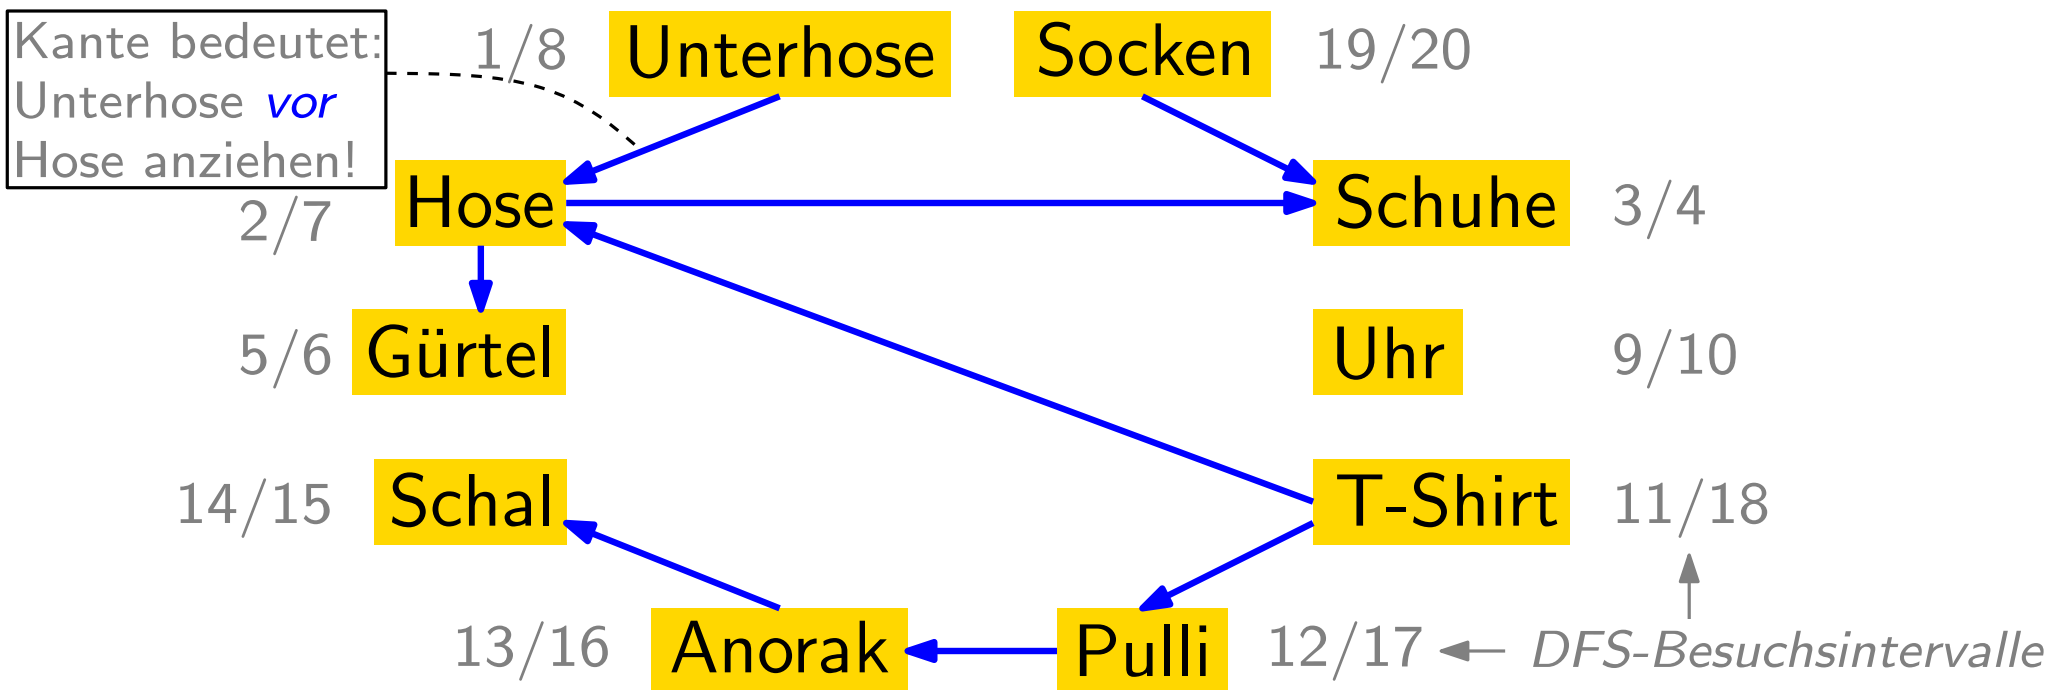 Kante bedeutet:
Unterhose vor
Hose anziehen!
1/8 Unterhose Socken 19/20
Hose Schuhe 3/4
2/7
5/6 Gürtel Uhr 9/10
14/15 Schal T-Shirt 11/18
13/16 Anorak Pulli 12/17 DFS-Besuchsintervalle